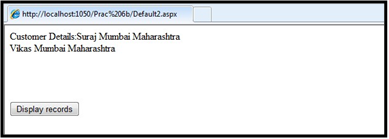 http://localhost:1050/Prac%206b/Default2.aspx
Customer Details:Suraj Mumbai Maharashtra
Vikas Mumbai Maharashtra
Display records